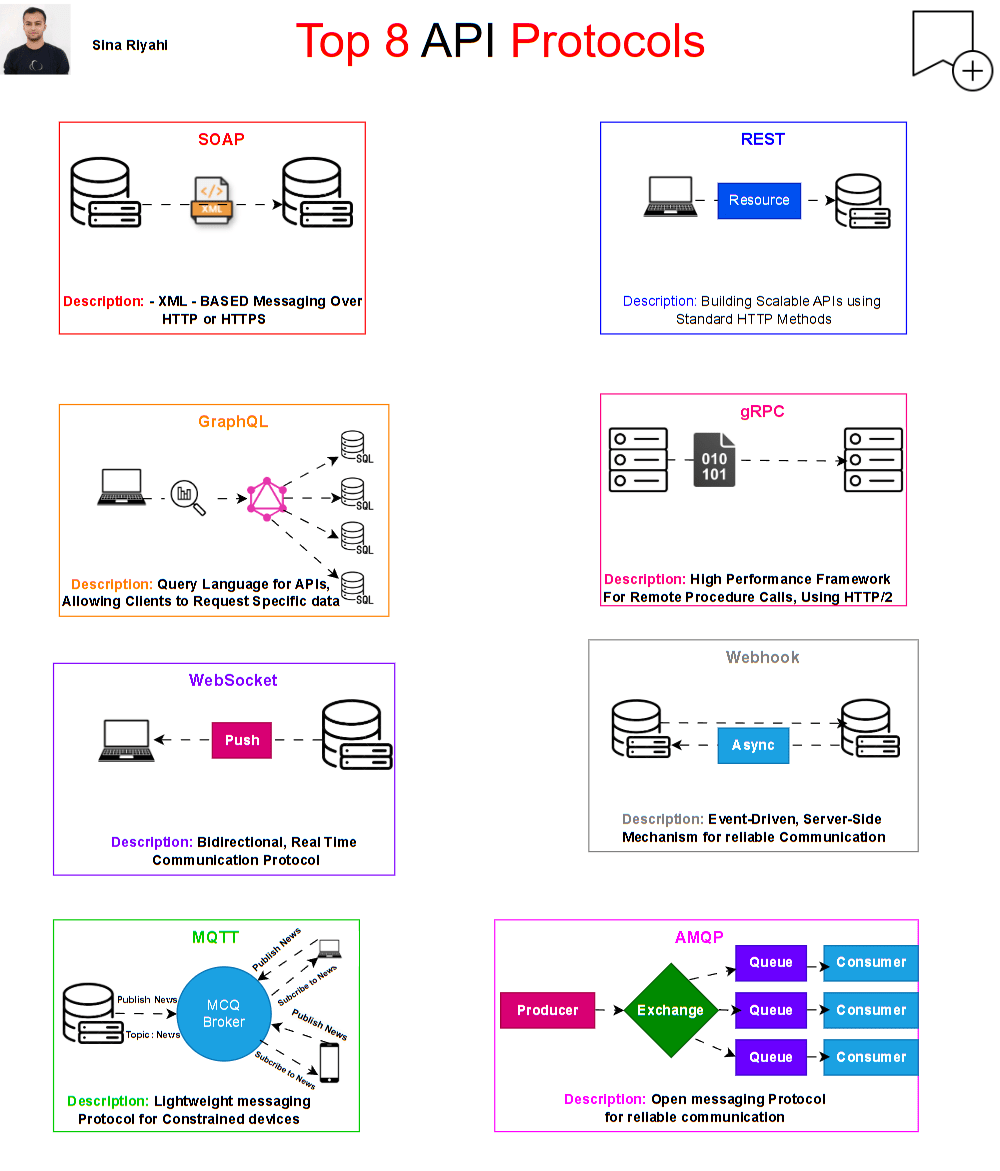 Sina Riyahi
Top 8 API Protocols
SOAP
XML
Description: - XML - BASED Messaging Over
HTTP or HTTPS
REST
Resource
Description: Building Scalable APIs using
Standard HTTP Methods
GraphQL
SQL
SQL
SQL
SQL
Description: Query Language for APIs,
Allowing Clients to Request Specific data
gRPC
010
101
Description: High Performance Framework
For Remote Procedure Calls, Using HTTP/2
WebSocket
Push
Description: Bidirectional, Real Time
Communication Protocol
Webhook
Async
Description: Event-Driven, Server-Side
Mechanism for reliable Communication
MQTT
Publish News
Subcribe to News
Publish News
Topic: News
MCQ
Broker
Publish News
Subcribe to News
Description: Lightweight messaging
Protocol for Constrained devices
AMQP
Producer
Exchange
Queue
Consumer
Queue
Consumer
Queue
Consumer
Description: Open messaging Protocol
for reliable communication